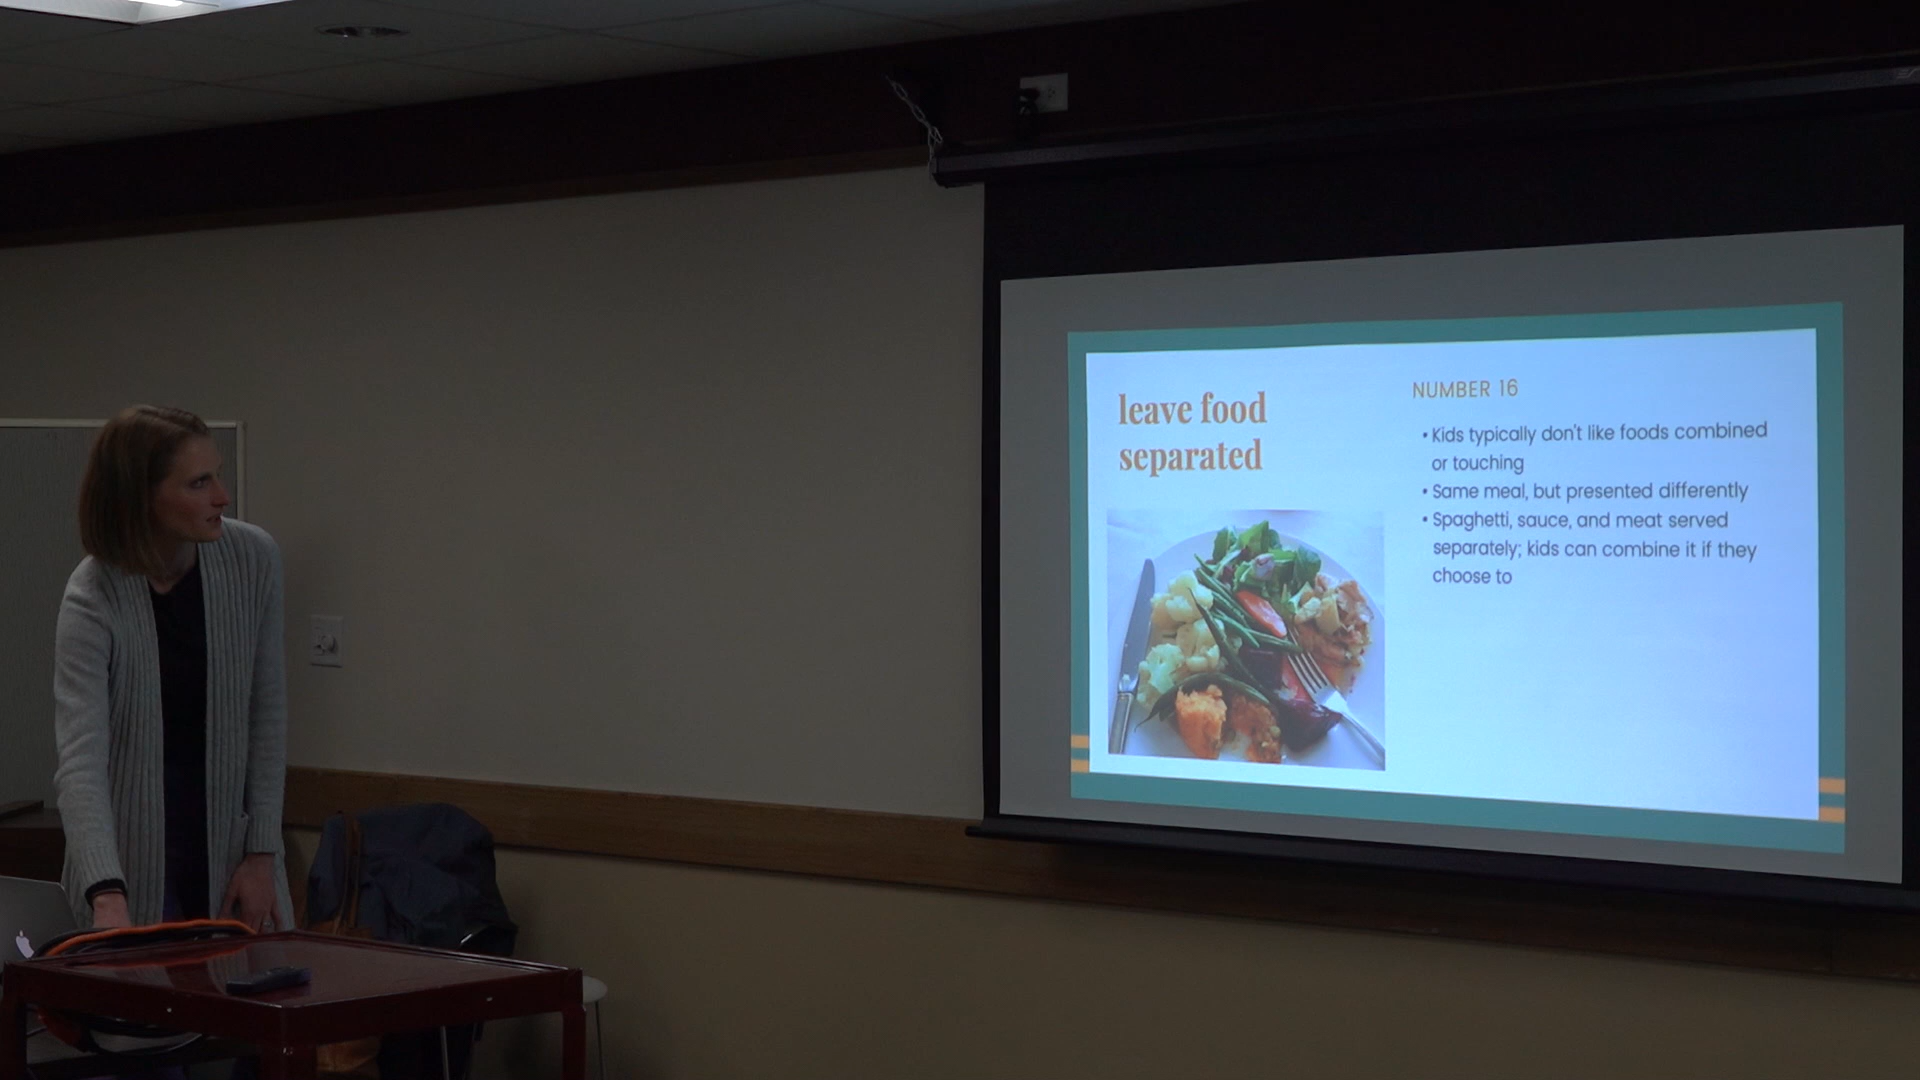 leave food
separated
NUMBER 16
• Kids typically don't like foods combined
or touching
• Same meal, but presented differently
• Spaghetti, sauce, and meat served
separately; kids can combine it if they
choose to